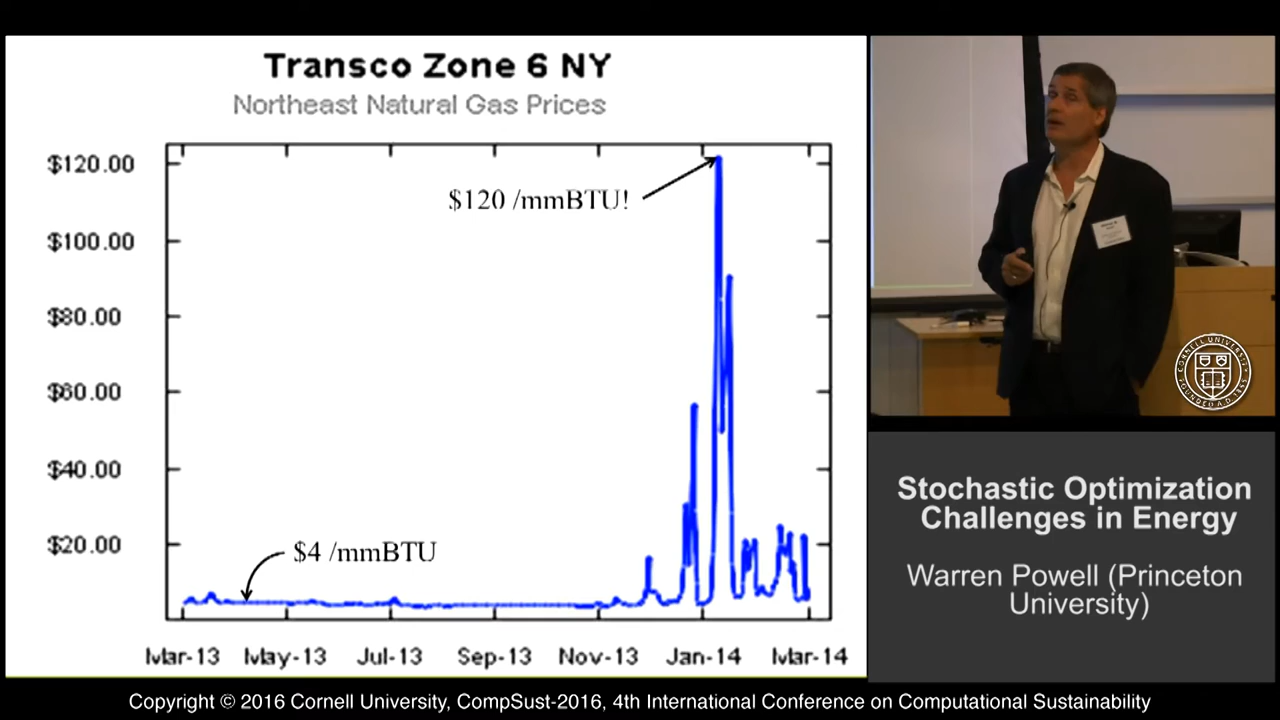 Transco Zone 6 NY
Northeast Natural Gas Prices
$120.00
$100.00
$80.00
$60.00
$40.00
$20.00
$120 /mmBTU!
$4 /mmBTU
Mar-13 May-13 Jul-13 Sep-13 Nov-13 Jan-14 Mar-14
Stochastic Optimization
Challenges in Energy
Warren Powell (Princeton
University)
Copyright © 2016 Cornell University, CompSust-2016, 4th International Conference on Computational Sustainability